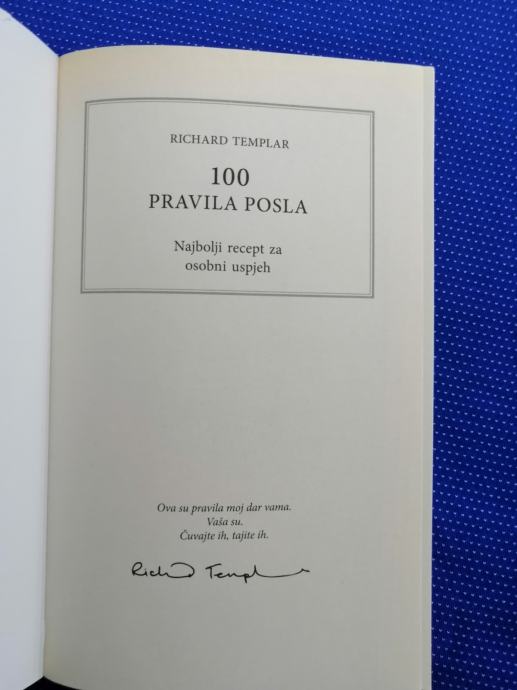 RICHARD TEMPLAR
100
PRAVILA POSLA
Najbolji recept za
osobni uspjeh
Ova su pravila moj dar vama.
Vaša su.
Čuvajte ih, tajite ih.
Richard Templar